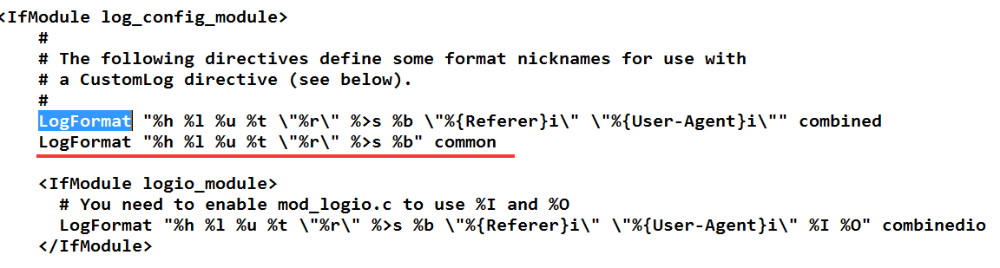 <IfModule log_config_module>
#
# The following directives define some format nicknames for use with
# a CustomLog directive (see below).
#
LogFormat "%h %l %u %t \"%r\" %>s %b \"%{Referer}i\" \"%{User-Agent}i\"" combined
LogFormat "%h %l %u %t \"%r\" %>s %b" common
<IfModule logio_module>
# You need to enable mod_logio.c to use %I and %O
LogFormat "%h %l %u %t \"%r\" %>s %b \"%{Referer}i\" \"%{User-Agent}i\" %I %O" combinedio
</IfModule>